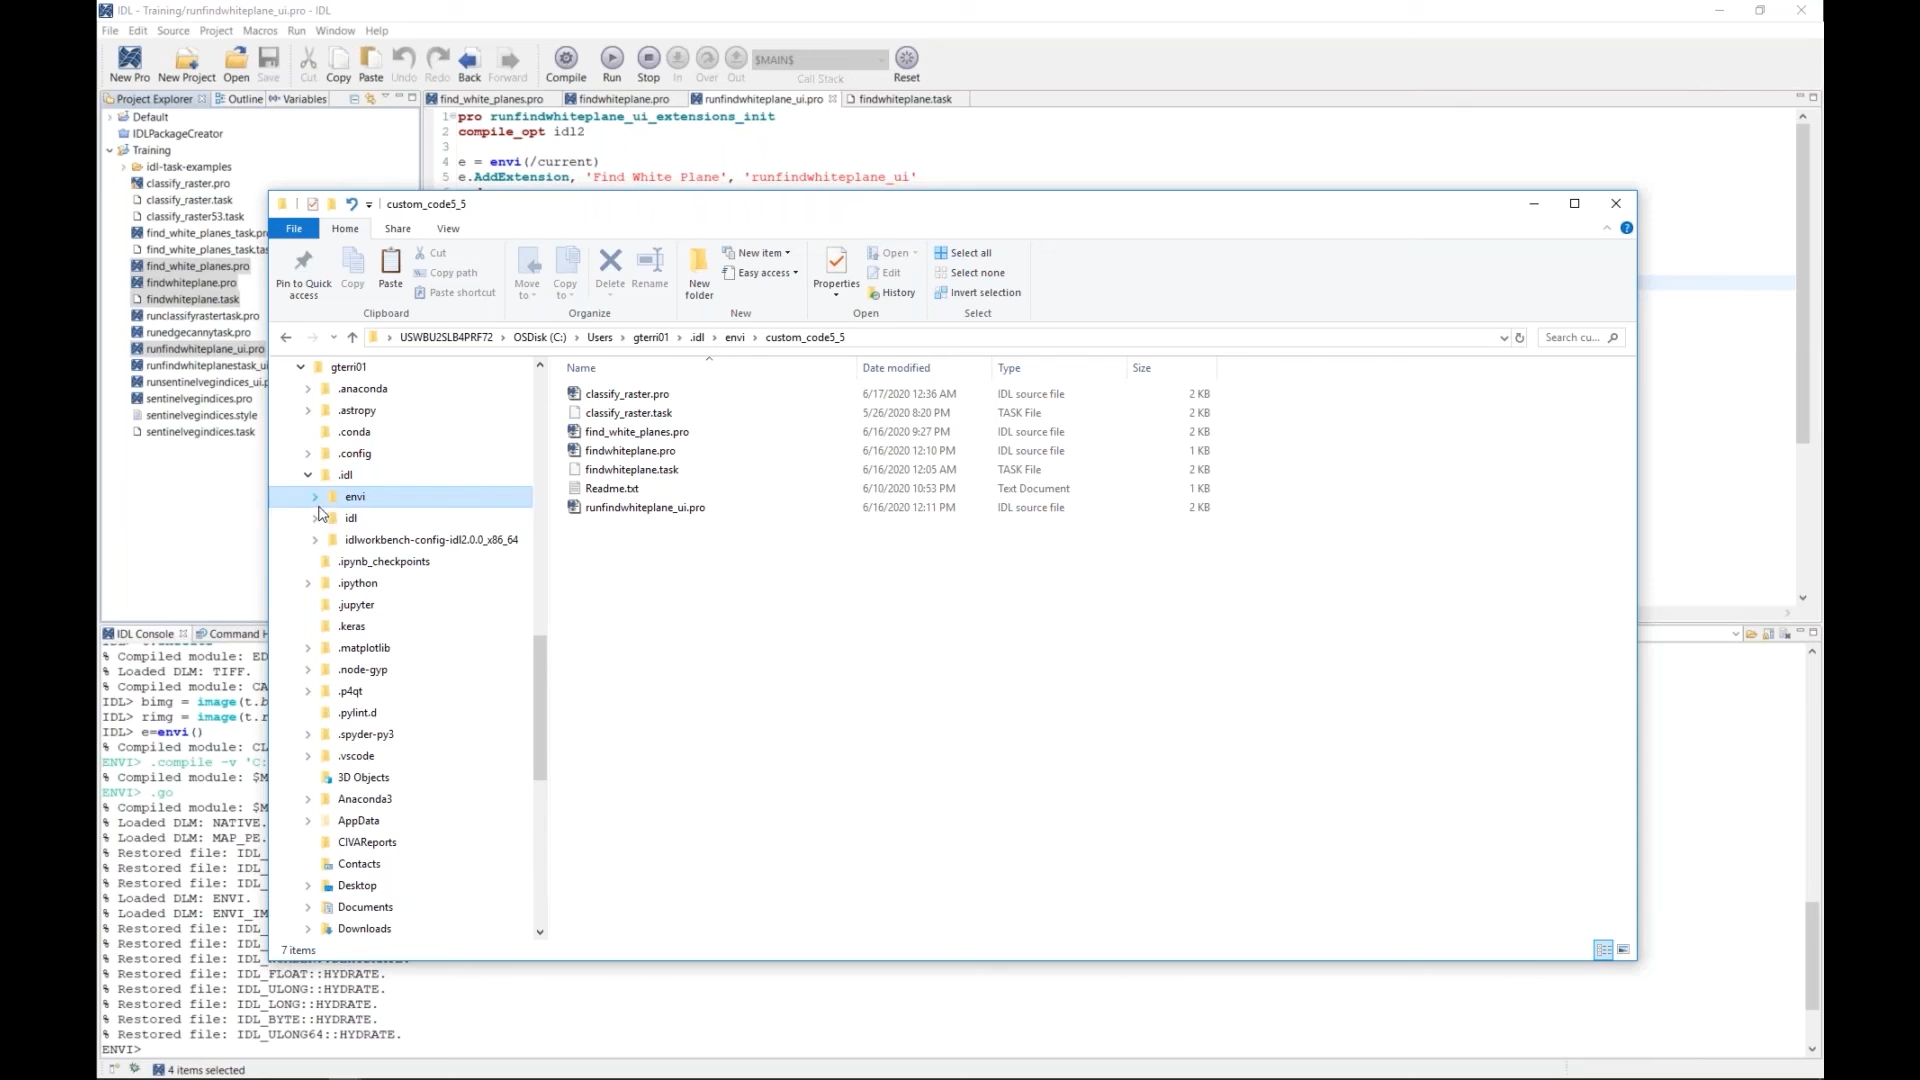 IDL - Training/runfindwhiteplane_ui.pro - IDL
File Edit Source Project Macros Run Window Help
New Pro New Project Open Save Cut Copy Paste Undo Redo Back Forward Compile Run Stop In Over Out $MAIN$ Call Stack Reset
Project Explorer Outline Variables
find_white_planes.pro findwhiteplane.pro runfindwhiteplane_ui.pro findwhiteplane.task
Default
IDLPackageCreator
Training
idl-task-examples
classify_raster.pro
classify_raster.task
classify_raster53.task
find_white_planes_task.pr
find_white_planes_task.tas
find_white_planes.pro
findwhiteplane.pro
findwhiteplane.task
runclassifyrastertask.pro
runedgecannytask.pro
runfindwhiteplane_ui.pro
runfindwhiteplanestask_ui
runsentinelvegindices_ui.p
sentinelvegindices.pro
sentinelvegindices.style
sentinelvegindices.task
1 pro runfindwhiteplane_ui_extensions_init
2 compile_opt idl2
3
4 e = envi(/current)
5 e.AddExtension, 'Find White Plane', 'runfindwhiteplane_ui'
custom_code5_5
File Home Share View
Pin to Quick access Copy Paste Cut Copy path Paste shortcut
Move to Copy to Delete Rename New folder New item Easy access
Properties Open Edit History Select all Select none Invert selection
Clipboard Organize New Open Select
USWBU2SLB4PRF72 OSDisk (C:) Users gterri01 .idl envi custom_code5_5
Search cu...
gterri01
.anaconda
.astropy
.conda
.config
.idl
envi
idl
idlworkbench-config-idl2.0.0_x86_64
.ipynb_checkpoints
.ipython
.jupyter
.keras
.matplotlib
.node-gyp
.p4qt
.pylint.d
.spyder-py3
.vscode
3D Objects
Anaconda3
AppData
CIVAReports
Contacts
Desktop
Documents
Downloads
Name Date modified Type Size
classify_raster.pro 6/17/2020 12:36 AM IDL source file 2 KB
classify_raster.task 5/26/2020 8:20 PM TASK File 2 KB
find_white_planes.pro 6/16/2020 9:27 PM IDL source file 2 KB
findwhiteplane.pro 6/16/2020 12:10 PM IDL source file 1 KB
findwhiteplane.task 6/16/2020 12:05 AM TASK File 2 KB
Readme.txt 6/10/2020 10:53 PM Text Document 1 KB
runfindwhiteplane_ui.pro 6/16/2020 12:11 PM IDL source file 2 KB
7 items
IDL Console Command H
% Compiled module: ED
% Loaded DLM: TIFF.
% Compiled module: CA
IDL> bimg = image(t.b
IDL> rimg = image(t.r
IDL> e=envi()
% Compiled module: CL
ENVI> .compile -v 'C:
% Compiled module: $M
ENVI> .go
% Compiled module: $M
% Loaded DLM: NATIVE.
% Loaded DLM: MAP_PE.
% Restored file: IDL_
% Restored file: IDL_
% Restored file: IDL_
% Loaded DLM: ENVI.
% Loaded DLM: ENVI_IM
% Restored file: IDL_
% Restored file: IDL_
% Restored file: IDL_
% Restored file: IDL_FLOAT::HYDRATE.
% Restored file: IDL_ULONG::HYDRATE.
% Restored file: IDL_LONG::HYDRATE.
% Restored file: IDL_BYTE::HYDRATE.
% Restored file: IDL_ULONG64::HYDRATE.
ENVI>
4 items selected